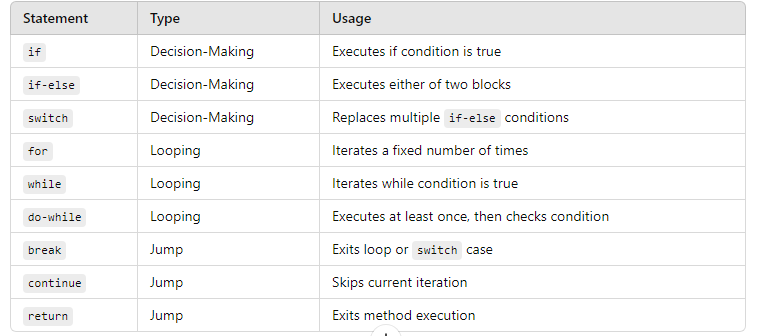 Statement Type Usage
if Decision-Making Executes if condition is true
if-else Decision-Making Executes either of two blocks
switch Decision-Making Replaces multiple if-else conditions
for Looping Iterates a fixed number of times
while Looping Iterates while condition is true
do-while Looping Executes at least once, then checks condition
break Jump Exits loop or switch case
continue Jump Skips current iteration
return Jump Exits method execution